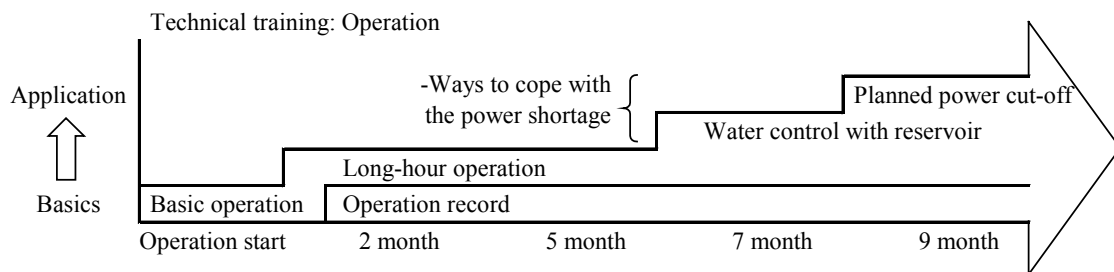 Technical training: Operation
-Ways to cope with
the power shortage
Application
Planned power cut-off
Water control with reservoir
Long-hour operation
Basics
Basic operation
Operation record
Operation start
2 month
5 month
7 month
9 month